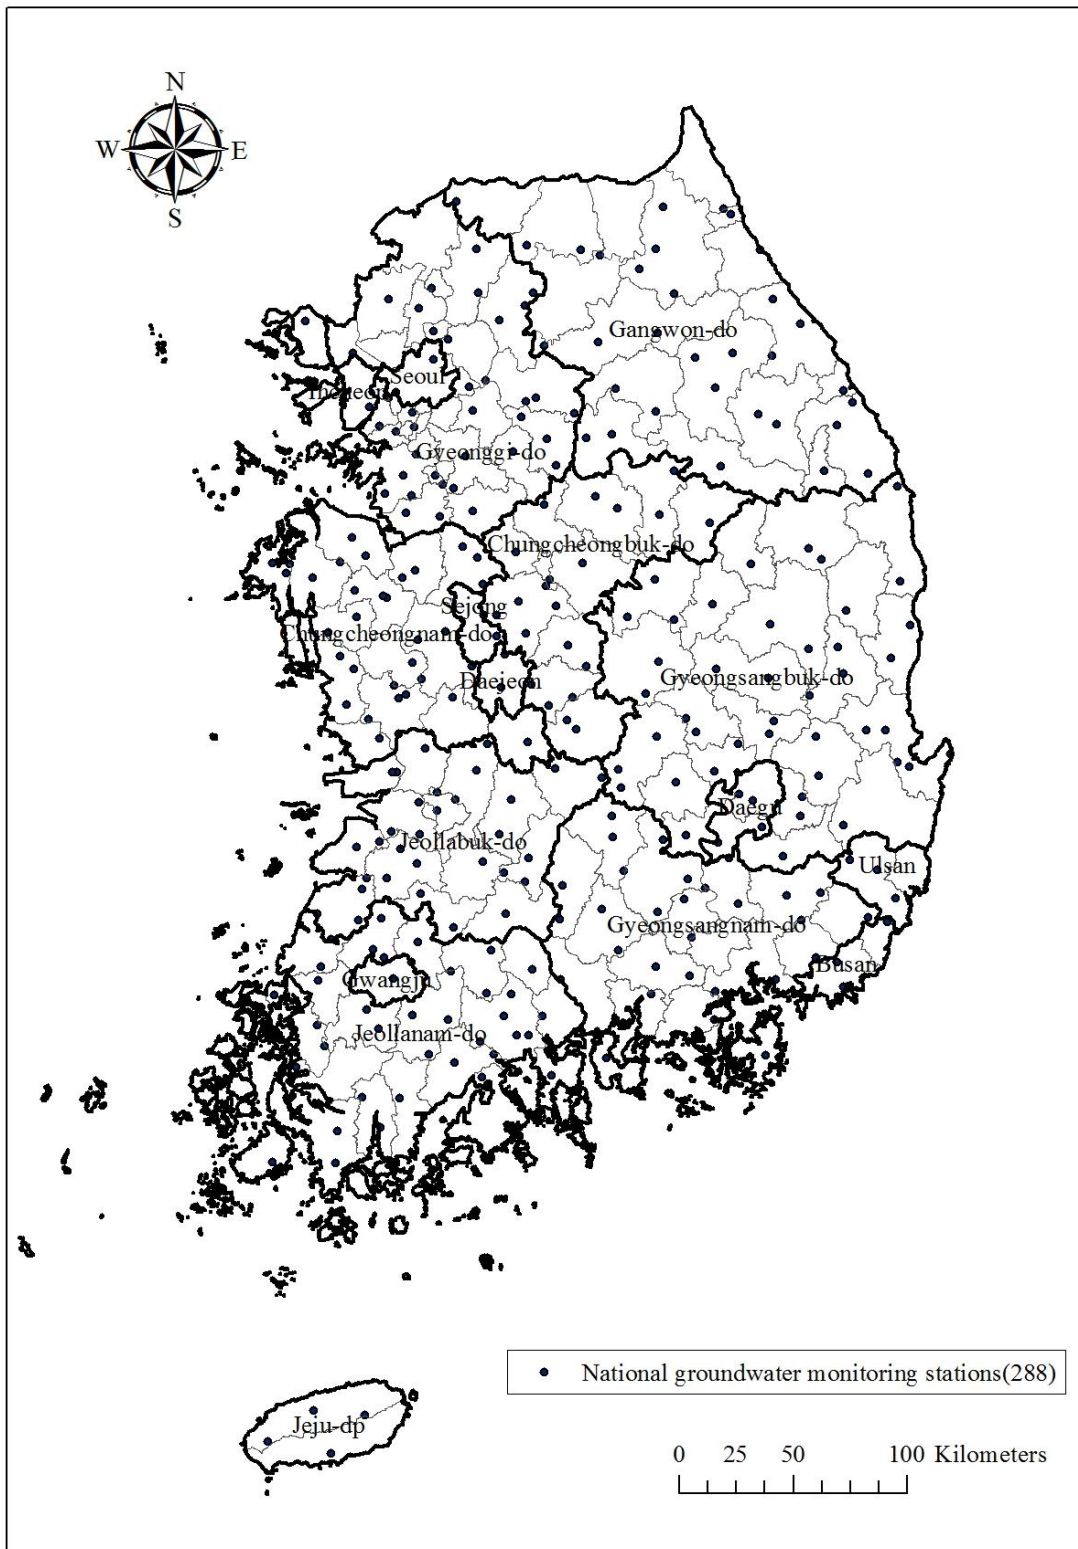 N
W
E
S
Gangwon-do
Seoul
Incheon
Gyeonggi-do
Chungcheongbuk-do
Sejong
Chungcheongnam-do
Daejeon
Gyeongsangbuk-do
Daegu
Jeollabuk-do
Ulsan
Gyeongsangnam-do
Busan
Gwangju
Jeollanam-do
National groundwater monitoring stations(288)
Jeju-dp
0 25 50 100 Kilometers